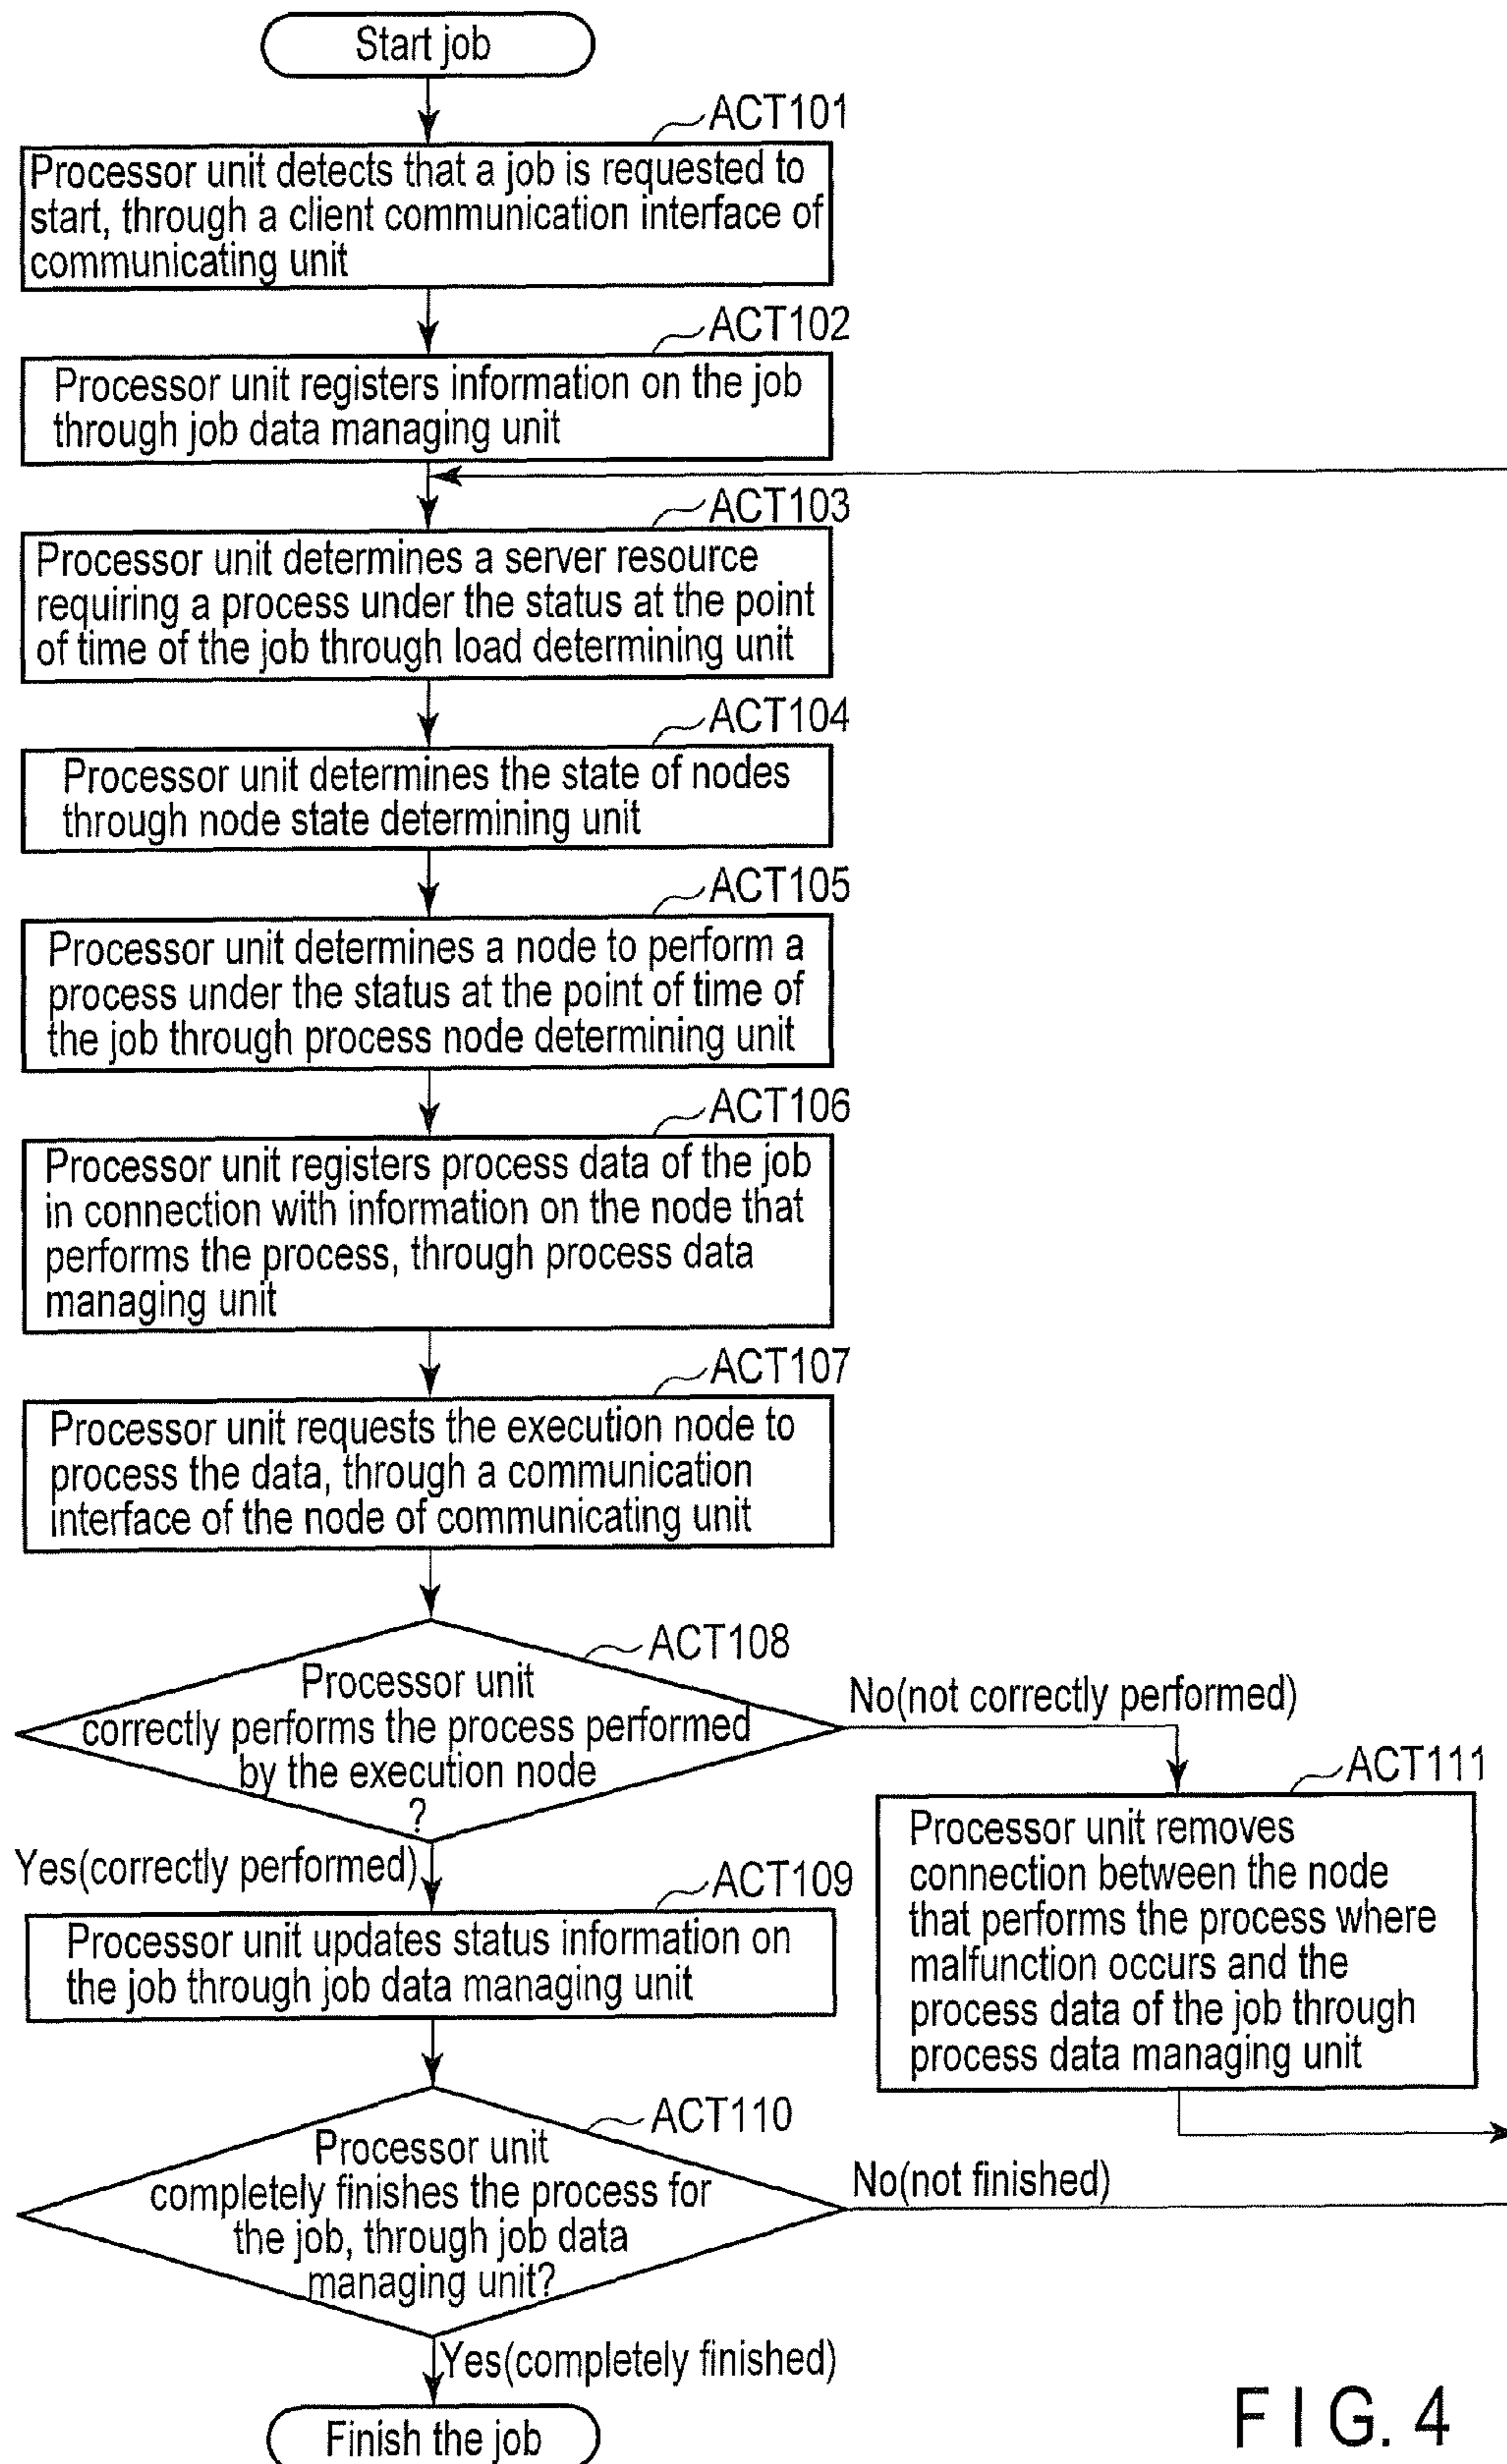 Start job
ACT101
Processor unit detects that a job is requested to
start, through a client communication interface of
communicating unit
ACT102
Processor unit registers information on the job
through job data managing unit
ACT103
Processor unit determines a server resource
requiring a process under the status at the point
of time of the job through load determining unit
ACT104
Processor unit determines the state of nodes
through node state determining unit
ACT105
Processor unit determines a node to perform a
process under the status at the point of time of
the job through process node determining unit
ACT106
Processor unit registers process data of the job
in connection with information on the node that
performs the process, through process data
managing unit
ACT107
Processor unit requests the execution node to
process the data, through a communication
interface of the node of communicating unit
ACT108
Processor unit
correctly performs the process performed
by the execution node
?
No(not correctly performed)
Yes(correctly performed)
ACT111
Processor unit removes
connection between the node
that performs the process where
malfunction occurs and the
process data of the job through
process data managing unit
ACT109
Processor unit updates status information on
the job through job data managing unit
ACT110
Processor unit
completely finishes the process for
the job, through job data
managing unit?
No(not finished)
Yes(completely finished)
Finish the job
FIG. 4